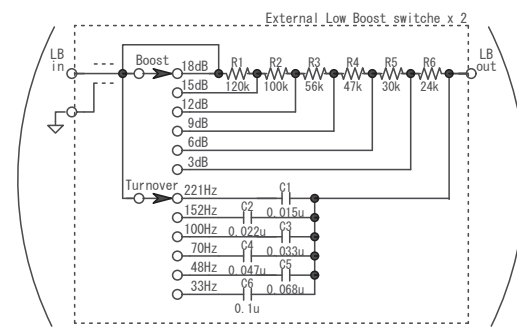 External Low Boost switche x 2
LB
in
Boost
18dB
R1
R2
R3
R4
R5
R6
LB
out
120k
100k
56k
47k
30k
24k
15dB
12dB
9dB
6dB
3dB
Turnover
221Hz
C1
0.015u
152Hz
C2
0.022u
100Hz
C3
0.033u
70Hz
C4
0.047u
48Hz
C5
0.068u
33Hz
C6
0.1u